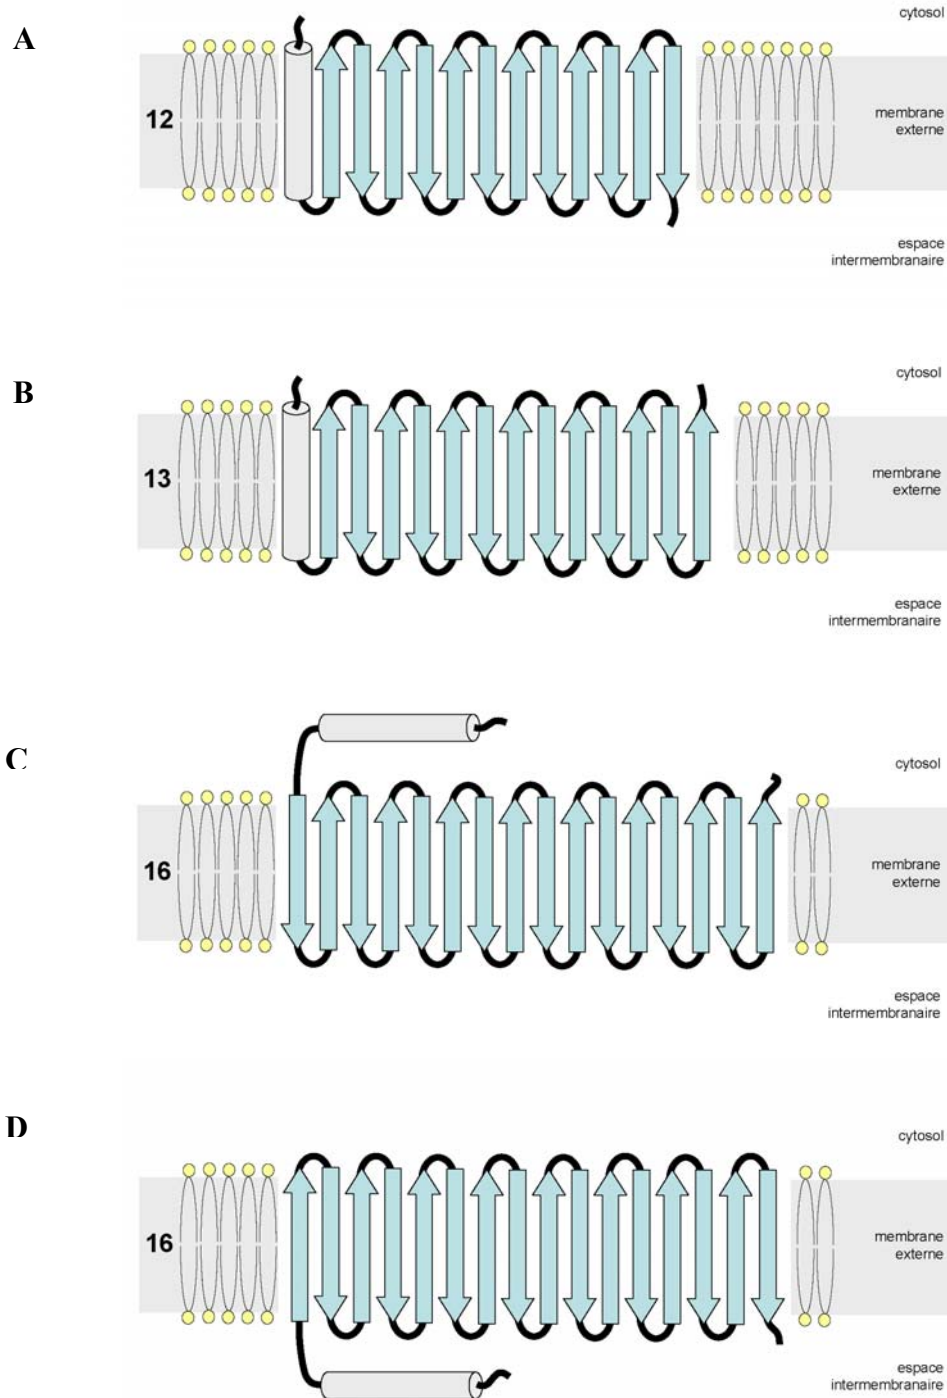 A
cytosol
12
membrane
externe
espace
intermembranaire
B
cytosol
13
membrane
externe
espace
intermembranaire
C
cytosol
16
membrane
externe
espace
intermembranaire
D
cytosol
16
membrane
externe
espace
intermembranaire